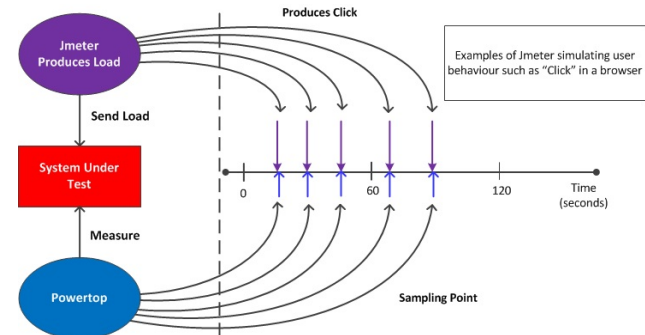 Produces Click
Jmeter
Produces Load
Examples of Jmeter simulating user
behaviour such as “Click” in a browser
Send Load
System Under
Test
0
60
120
Time
(seconds)
Measure
Powertop
Sampling Point